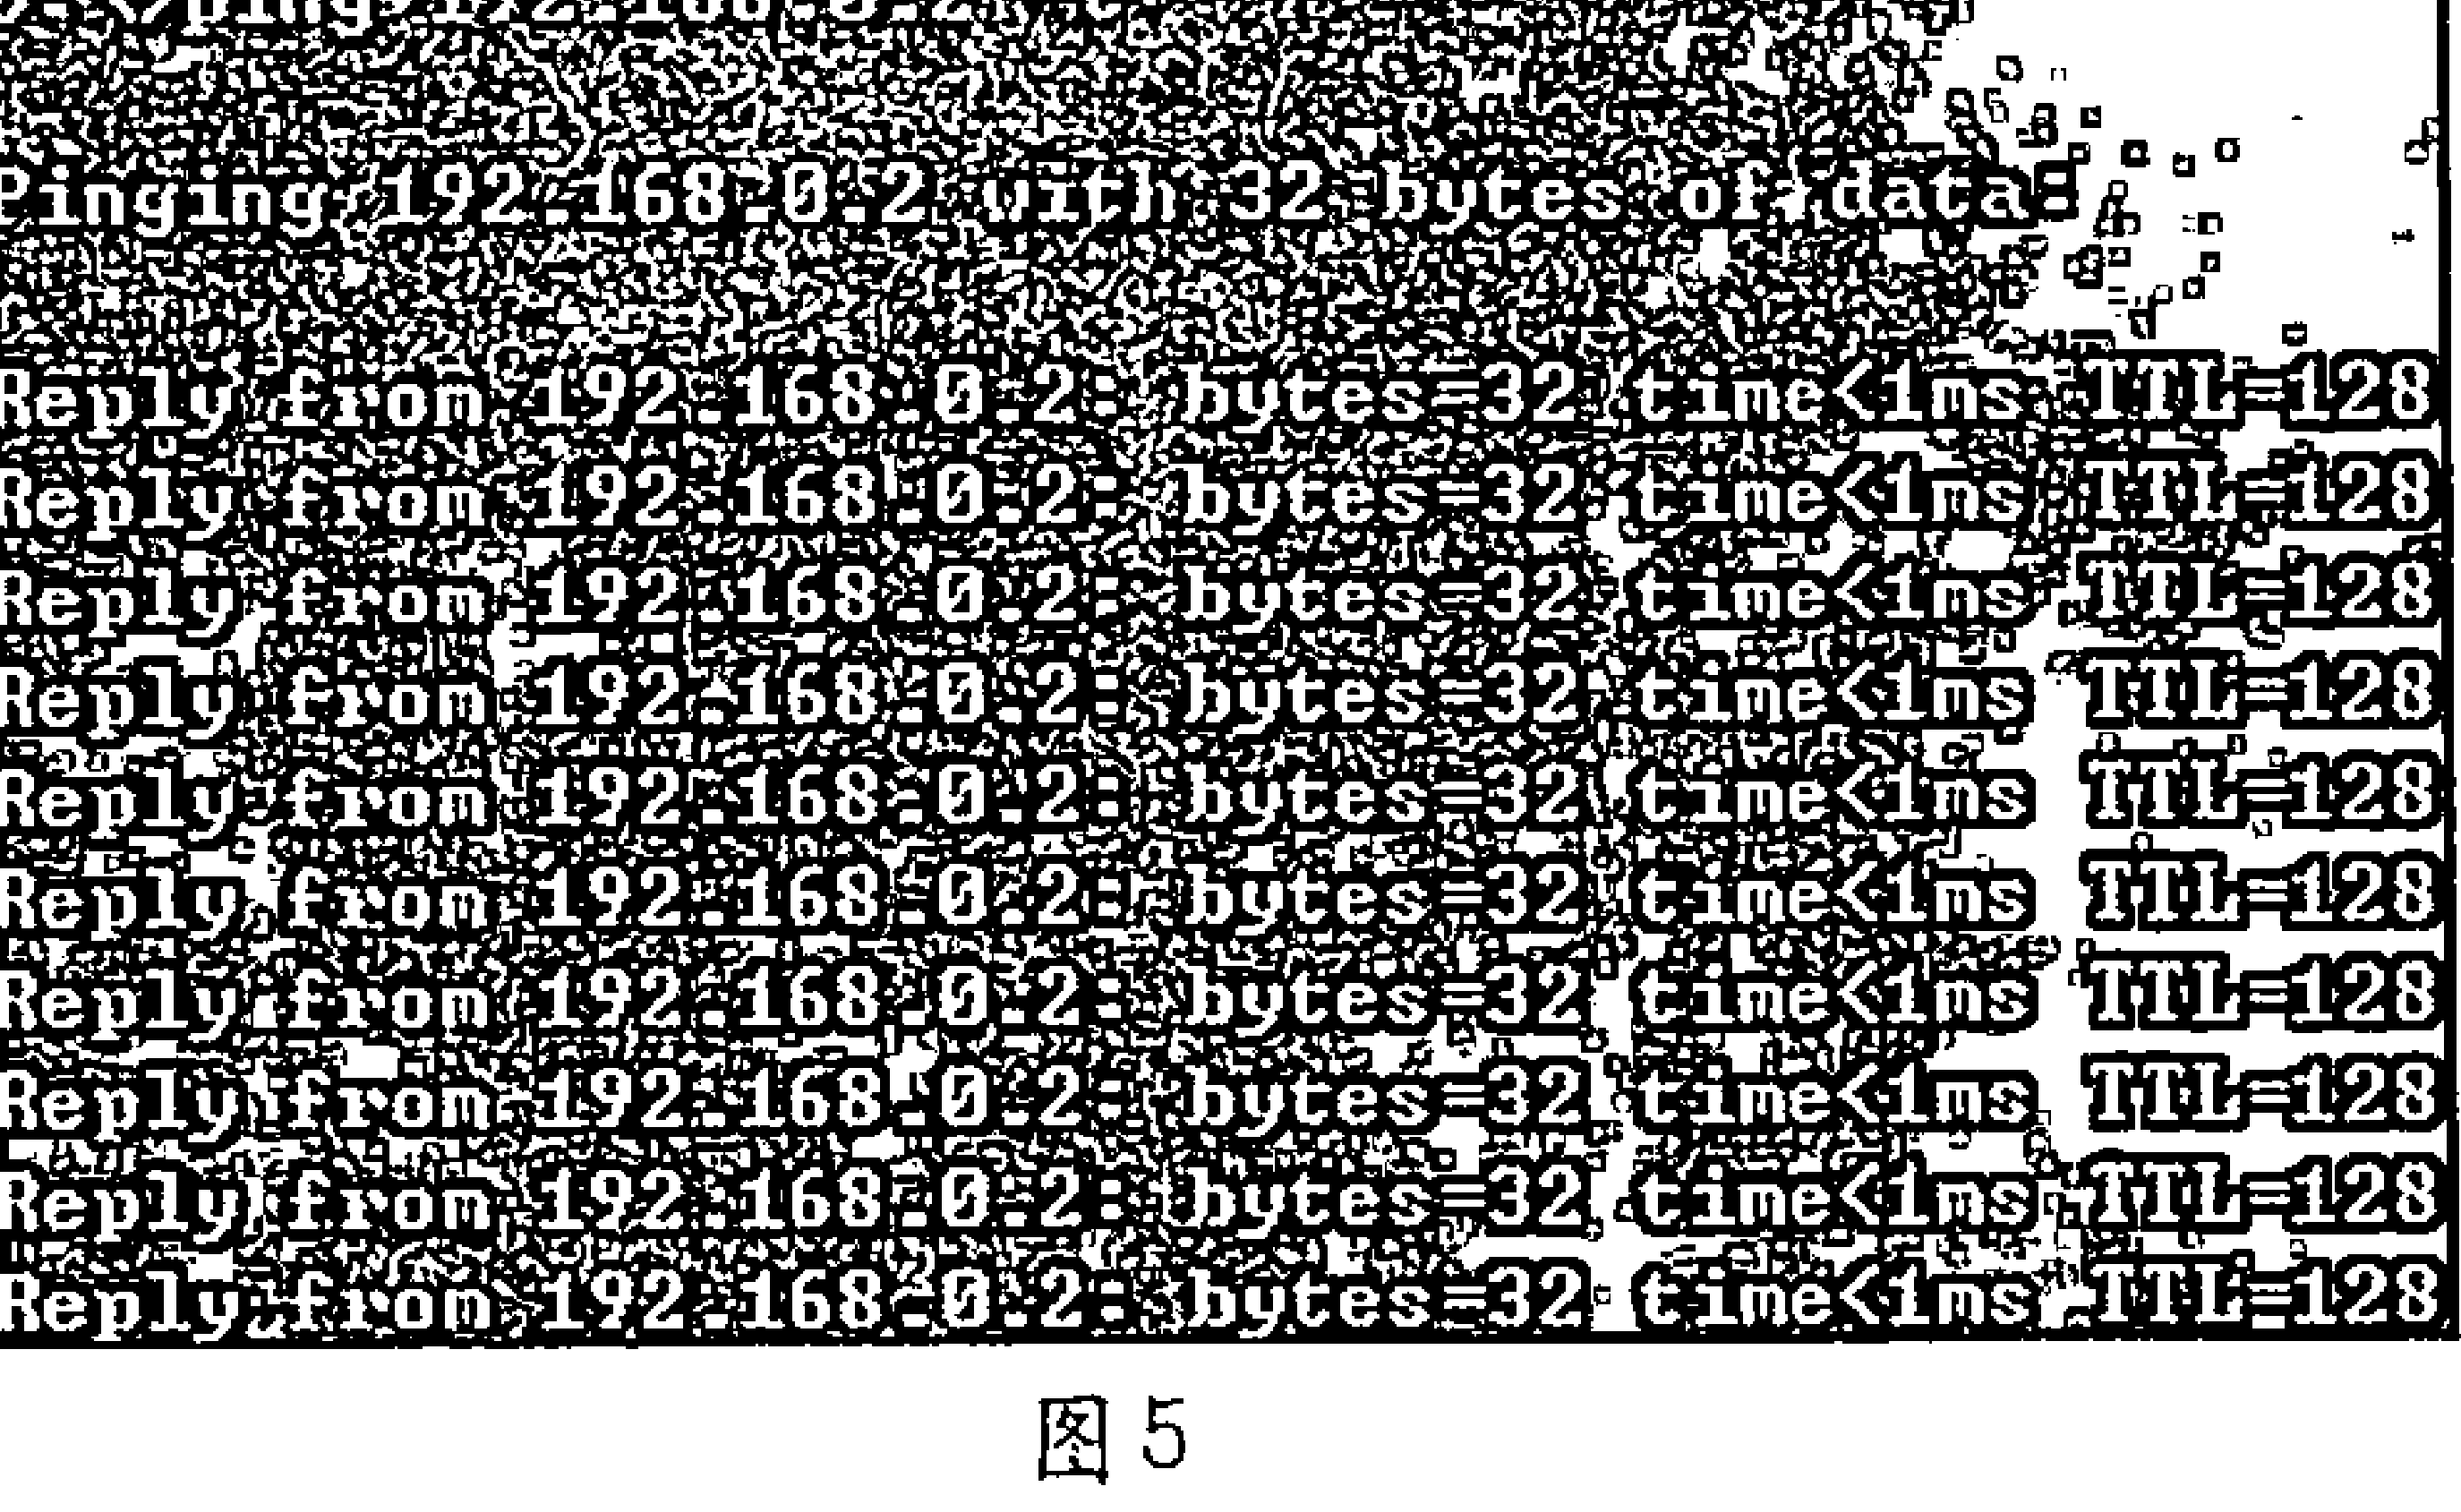 Pinging 192.168.0.2 with 32 bytes of data:
Reply from 192.168.0.2: bytes=32 time<1ms TTL=128
Reply from 192.168.0.2: bytes=32 time<1ms TTL=128
Reply from 192.168.0.2: bytes=32 time<1ms TTL=128
Reply from 192.168.0.2: bytes=32 time<1ms TTL=128
Reply from 192.168.0.2: bytes=32 time<1ms TTL=128
Reply from 192.168.0.2: bytes=32 time<1ms TTL=128
Reply from 192.168.0.2: bytes=32 time<1ms TTL=128
Reply from 192.168.0.2: bytes=32 time<1ms TTL=128
Reply from 192.168.0.2: bytes=32 time<1ms TTL=128
Reply from 192.168.0.2: bytes=32 time<1ms TTL=128
图5